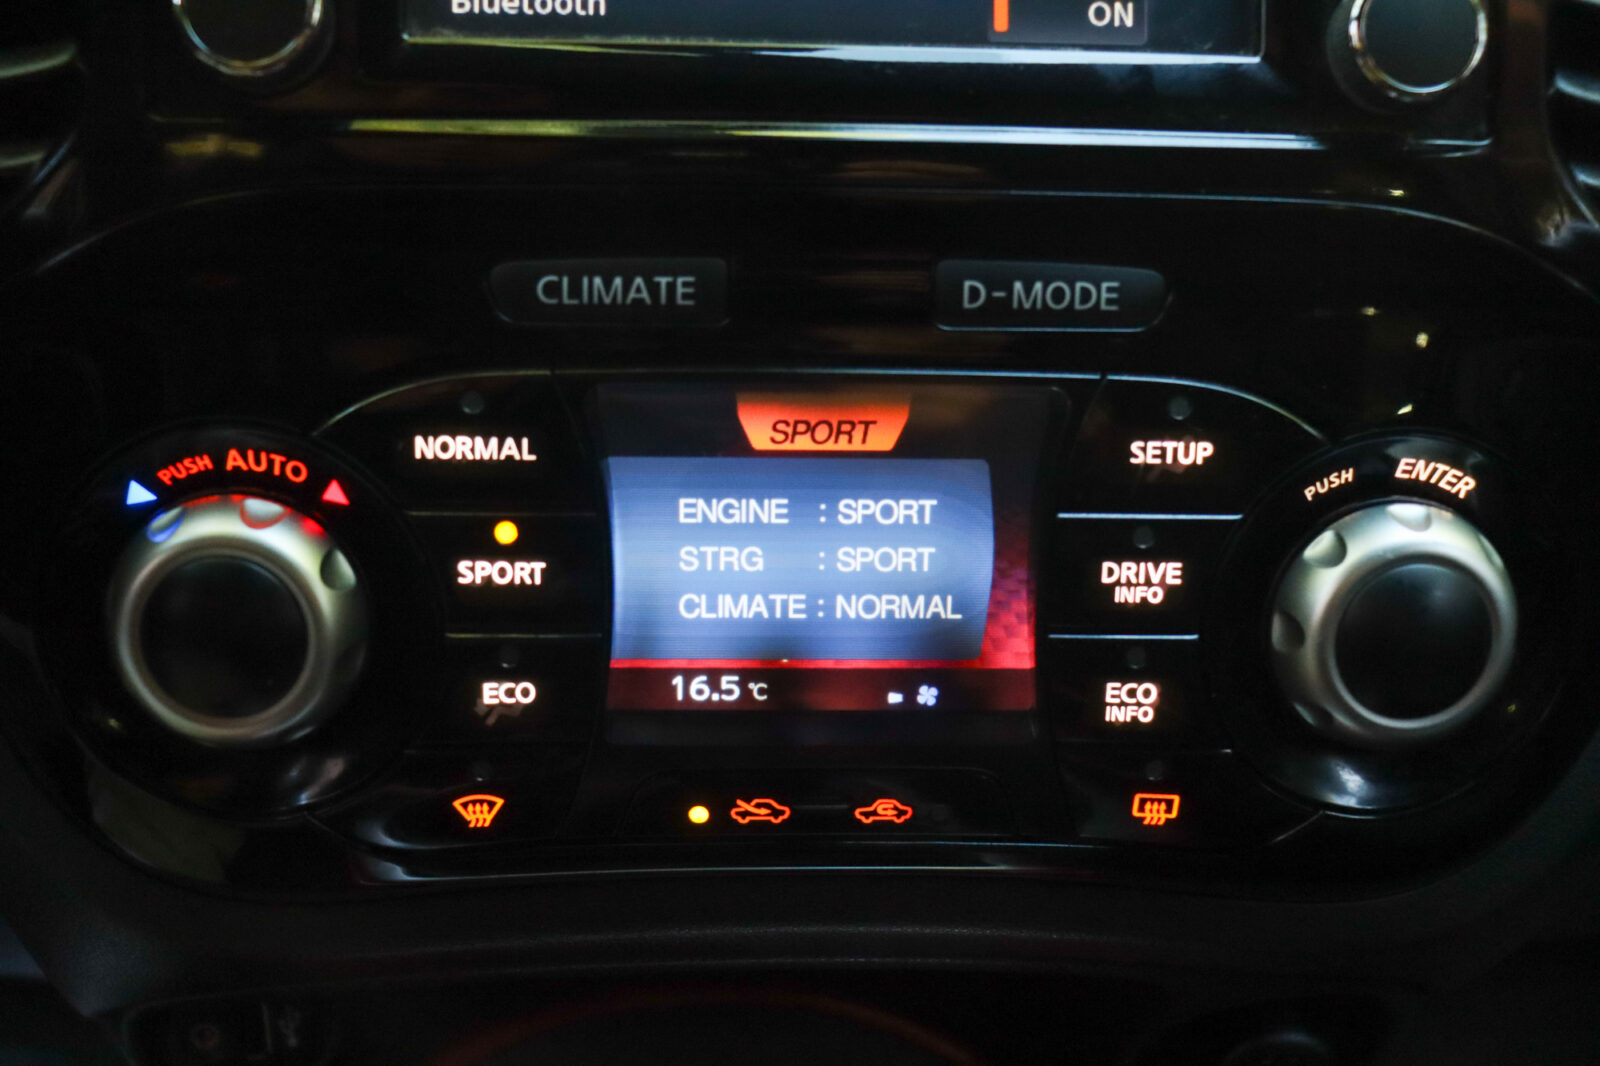 Bluetooth
ON
CLIMATE
D-MODE
PUSH AUTO
NORMAL
SPORT
ECO
SPORT
ENGINE : SPORT
STRG : SPORT
CLIMATE : NORMAL
16.5 °C
SETUP
DRIVE
INFO
ECO
INFO
PUSH ENTER